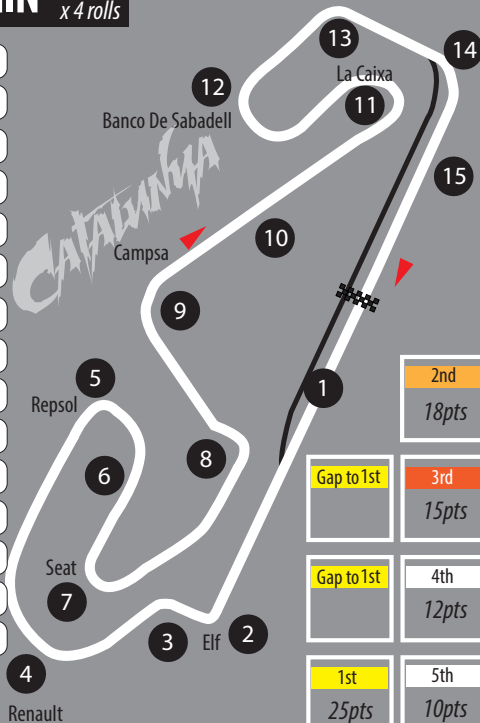 x 4 rolls
13
14
La Caixa
12
11
Banco De Sabadell
15
CATALUNYA
10
Campsa
9
5
1
2nd
18pts
Repsol
8
6
Gap to 1st
3rd
15pts
Seat
7
Gap to 1st
4th
12pts
3
Elf
2
4
1st
25pts
5th
10pts
Renault